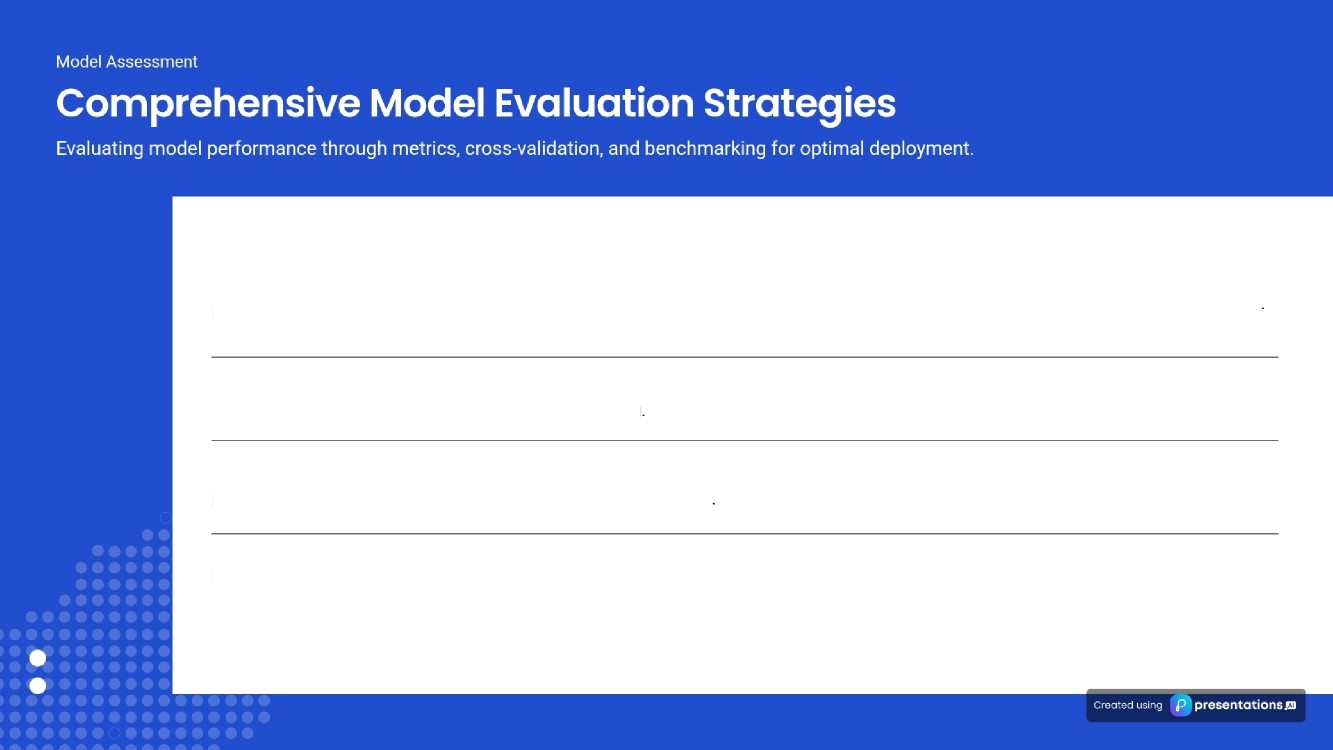 Model Assessment
Comprehensive Model Evaluation Strategies
Evaluating model performance through metrics, cross-validation, and benchmarking for optimal deployment.
Created using presentations.AI